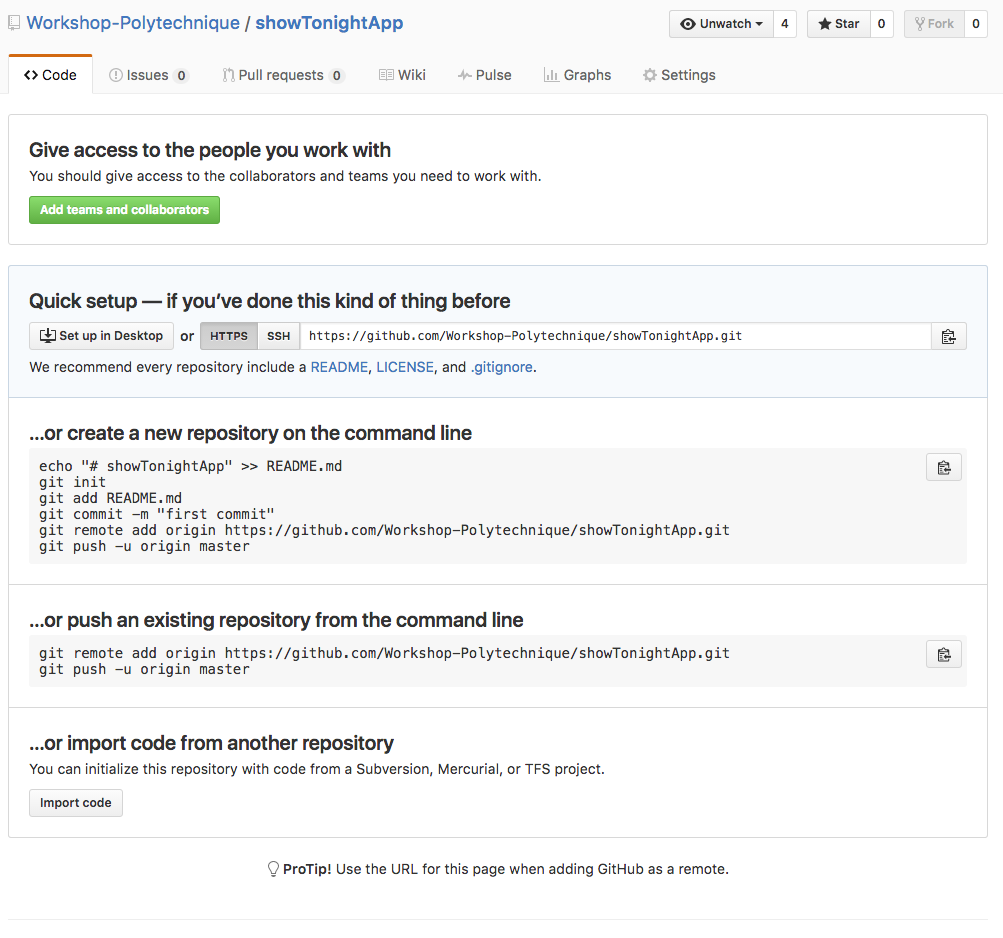 Workshop-Polytechnique / showTonightApp
Unwatch 4 Star 0 Fork 0
Code Issues 0 Pull requests 0 Wiki Pulse Graphs Settings
Give access to the people you work with
You should give access to the collaborators and teams you need to work with.
Add teams and collaborators
Quick setup — if you’ve done this kind of thing before
Set up in Desktop or HTTPS SSH https://github.com/Workshop-Polytechnique/showTonightApp.git
We recommend every repository include a README, LICENSE, and .gitignore.
…or create a new repository on the command line
echo "# showTonightApp" >> README.md
git init
git add README.md
git commit -m "first commit"
git remote add origin https://github.com/Workshop-Polytechnique/showTonightApp.git
git push -u origin master
…or push an existing repository from the command line
git remote add origin https://github.com/Workshop-Polytechnique/showTonightApp.git
git push -u origin master
…or import code from another repository
You can initialize this repository with code from a Subversion, Mercurial, or TFS project.
Import code
ProTip! Use the URL for this page when adding GitHub as a remote.